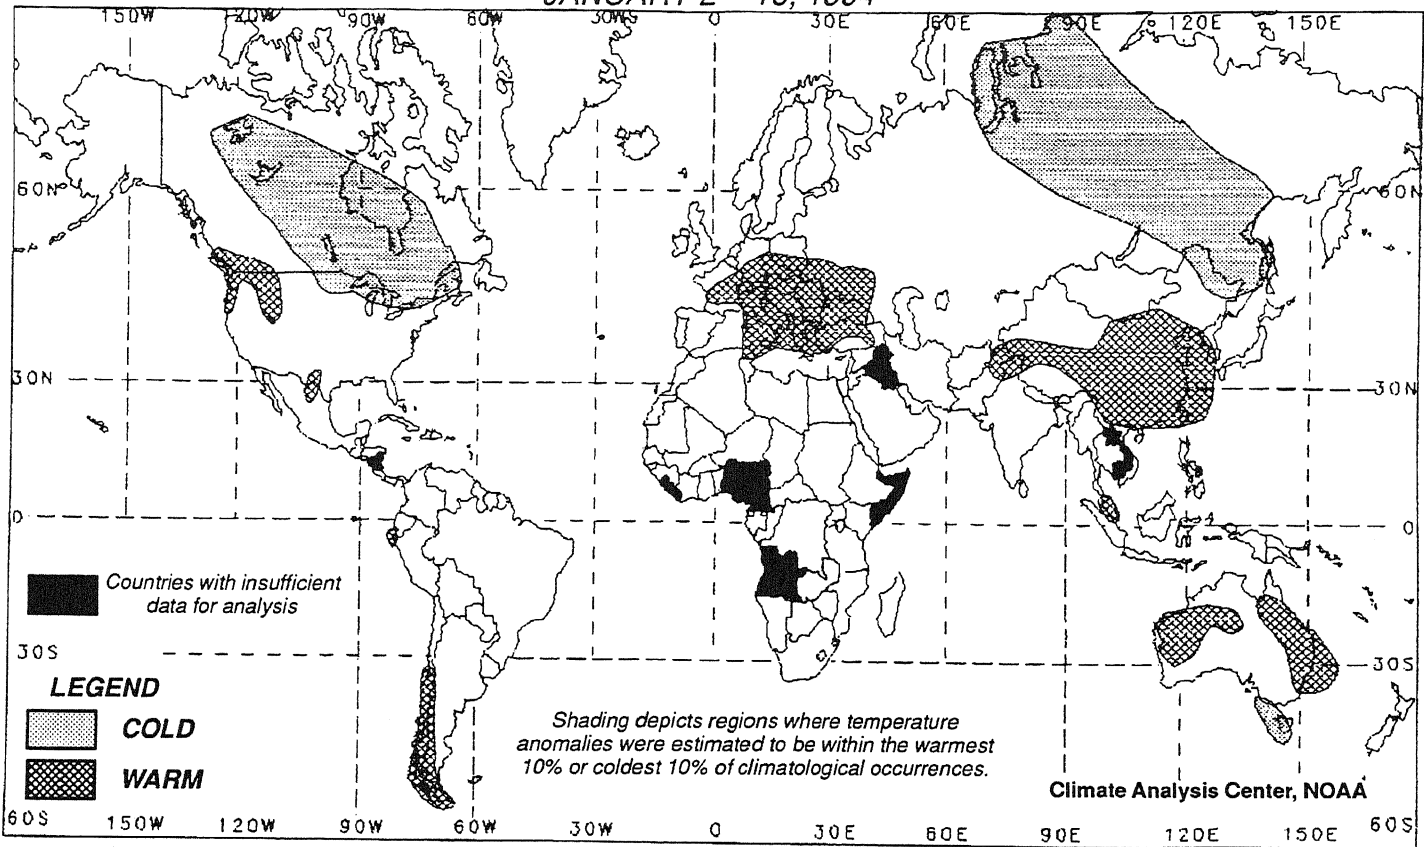 120W 90W 60W 30W 0 30E 60E 90E 120E 150E
60N 60N
30N 30N
0 0
Countries with insufficient
data for analysis
30S 30S
LEGEND
COLD
WARM
Shading depicts regions where temperature
anomalies were estimated to be within the warmest
10% or coldest 10% of climatological occurrences.
Climate Analysis Center, NOAA
60S 150W 120W 90W 60W 30W 0 30E 60E 90E 120E 150E 60S